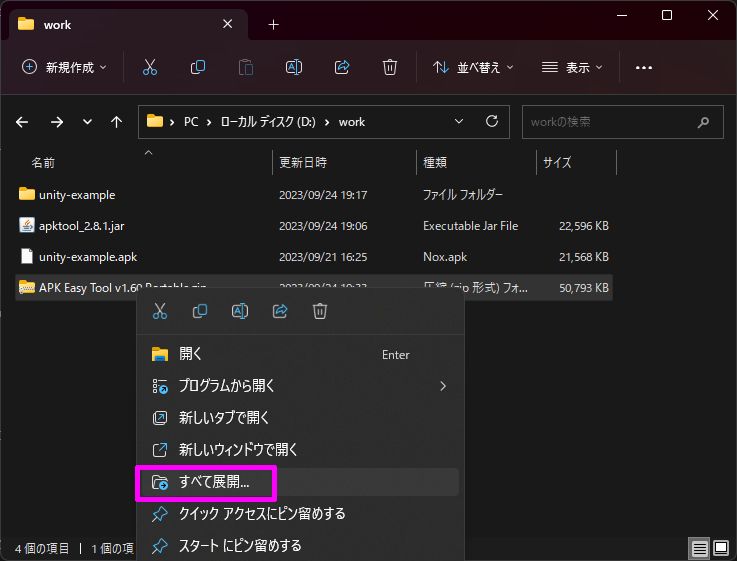 work
新規作成
並べ替え
表示
PC
ローカル ディスク (D:)
work
workの検索
名前
更新日時
種類
サイズ
unity-example
2023/09/24 19:17
ファイル フォルダー
apktool_2.8.1.jar
2023/09/24 19:06
Executable Jar File
22,596 KB
unity-example.apk
2023/09/21 16:25
Nox.apk
21,568 KB
APK Easy Tool v1.60 Portable.zip
2023/09/24 19:33
圧縮 (zip 形式) フォ...
50,793 KB
開く
Enter
プログラムから開く
新しいタブで開く
新しいウィンドウで開く
すべて展開...
クイック アクセスにピン留めする
スタート にピン留めする
4 個の項目
1 個の項